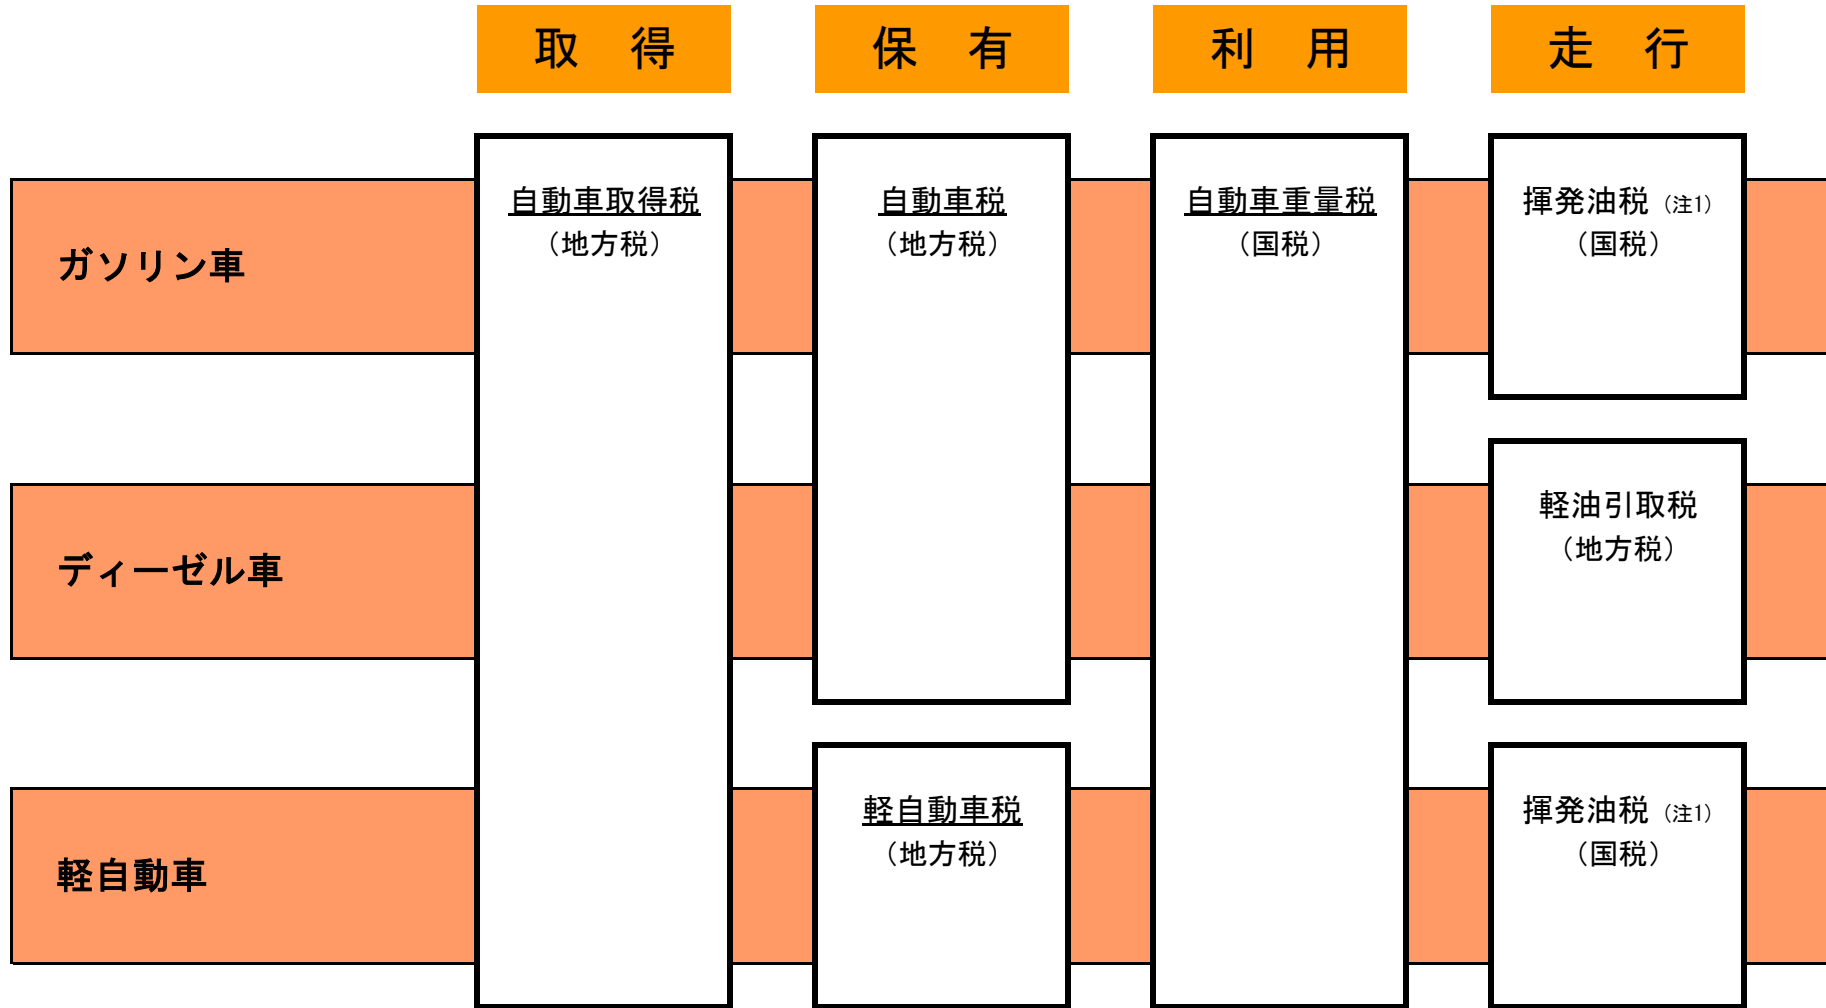 取　得
保　有
利　用
走　行
ガソリン車
自動車取得税
（地方税）
自動車税
（地方税）
自動車重量税
（国税）
揮発油税（注1）
（国税）
ディーゼル車
軽油引取税
（地方税）
軽自動車
軽自動車税
（地方税）
揮発油税（注1）
（国税）